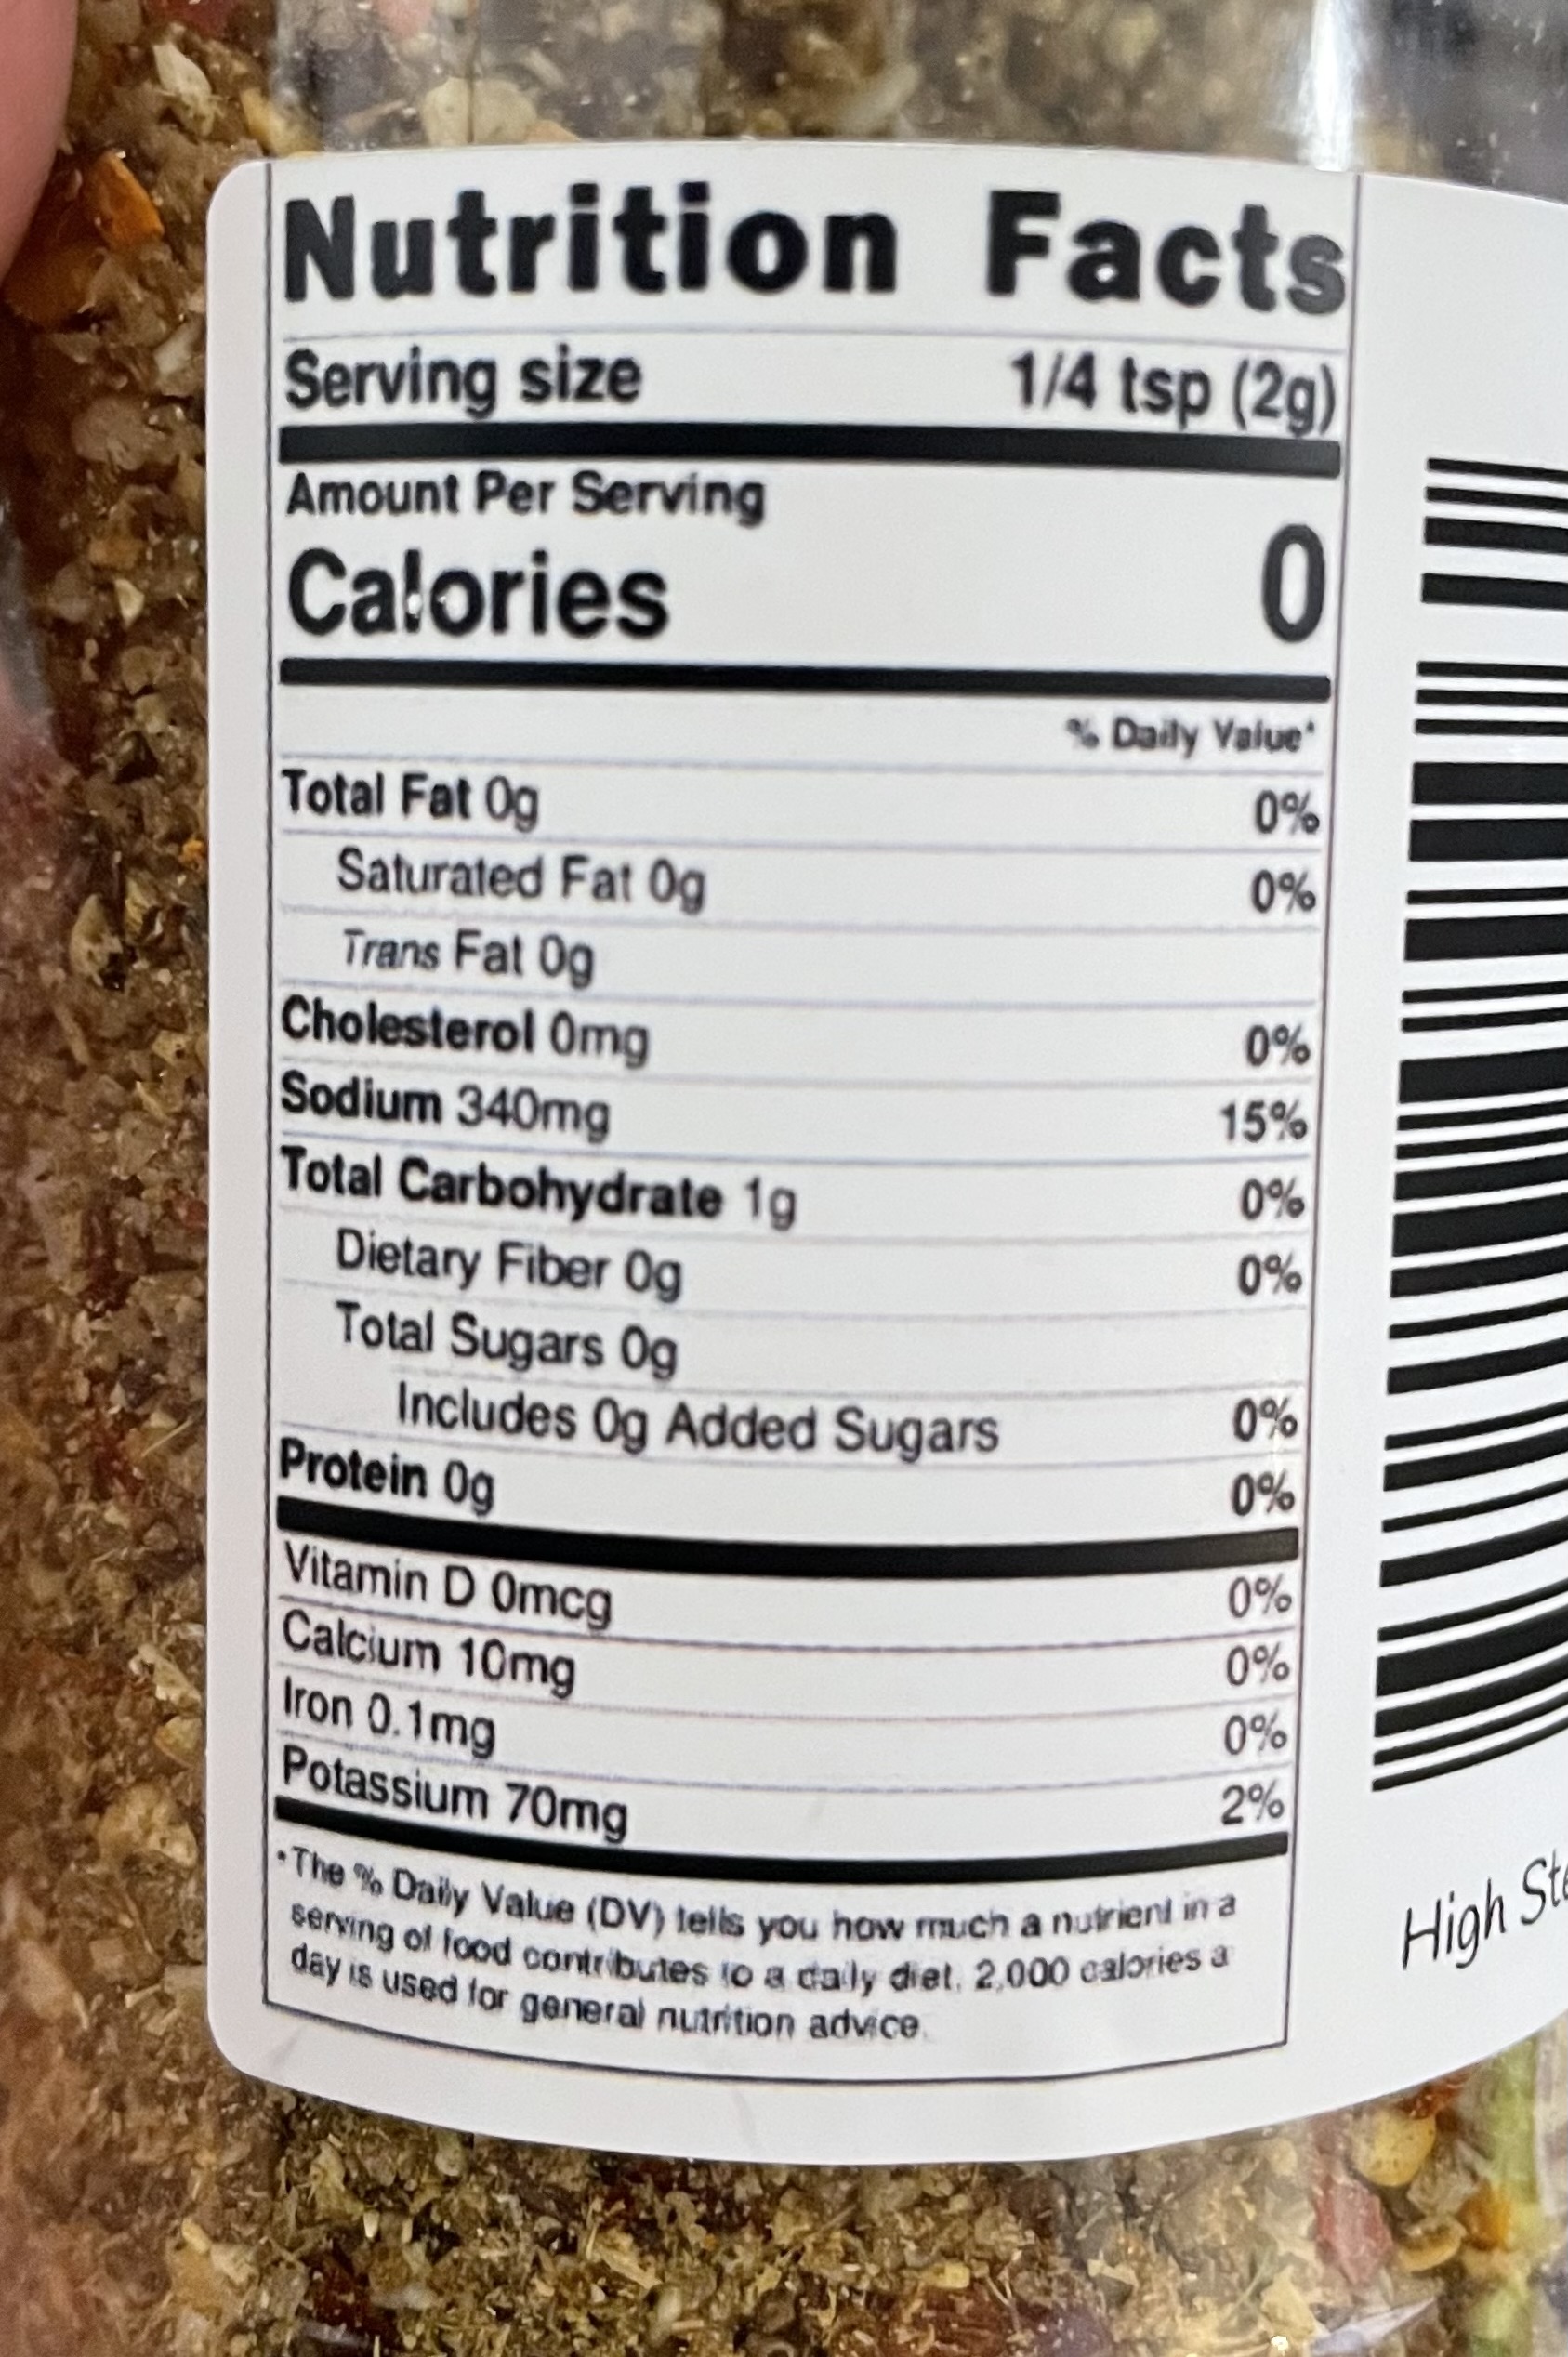 Nutrition Facts
Serving size 1/4 tsp (2g)
Amount Per Serving
Calories 0
% Daily Value*
Total Fat 0g 0%
Saturated Fat 0g 0%
Trans Fat 0g
Cholesterol 0mg 0%
Sodium 340mg 15%
Total Carbohydrate 1g 0%
Dietary Fiber 0g 0%
Total Sugars 0g
Includes 0g Added Sugars 0%
Protein 0g 0%
Vitamin D 0mcg 0%
Calcium 10mg 0%
Iron 0.1mg 0%
Potassium 70mg 2%
*The % Daily Value (DV) tells you how much a nutrient in a
serving of food contributes to a daily diet. 2,000 calories a
day is used for general nutrition advice.
High